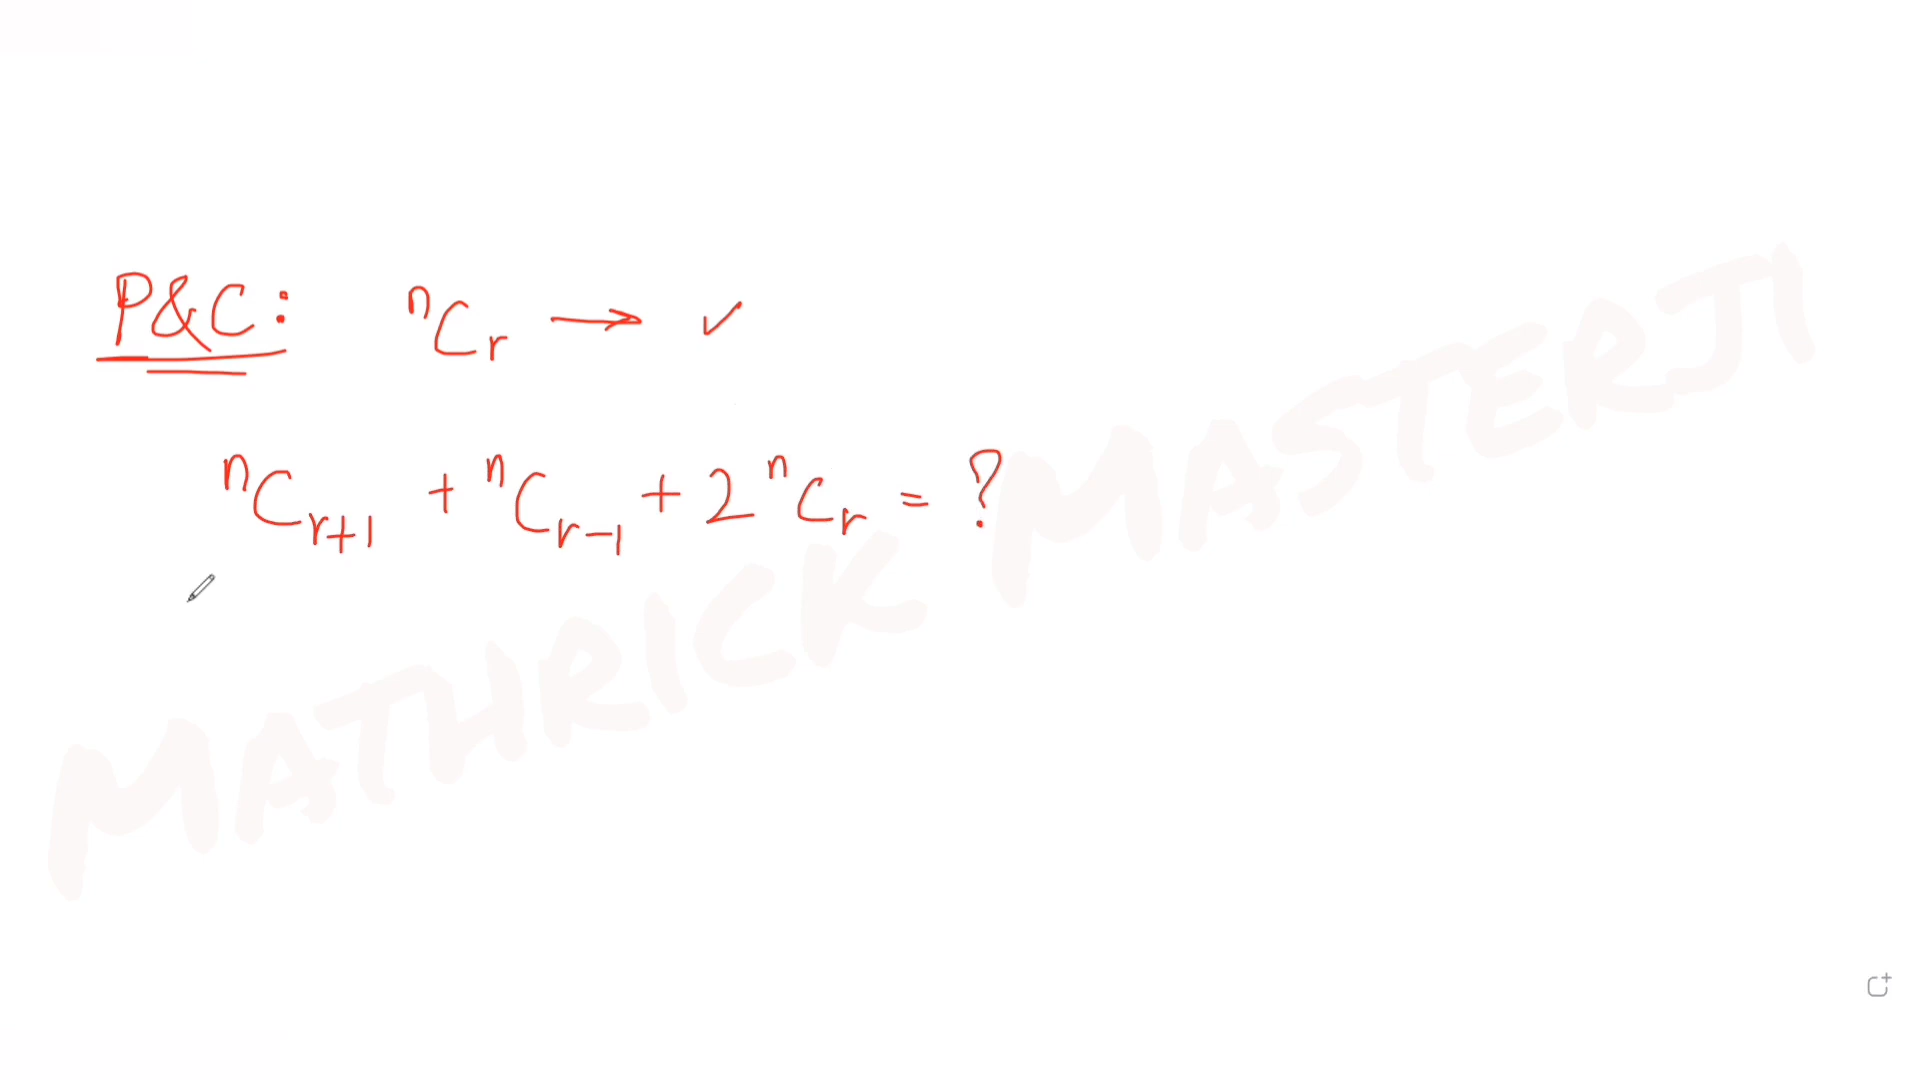 P&C: ⁿCᵣ → ✓
ⁿCᵣ₊₁ + ⁿCᵣ₋₁ + 2 ⁿCᵣ = ?
MATHRICK MASTERJI